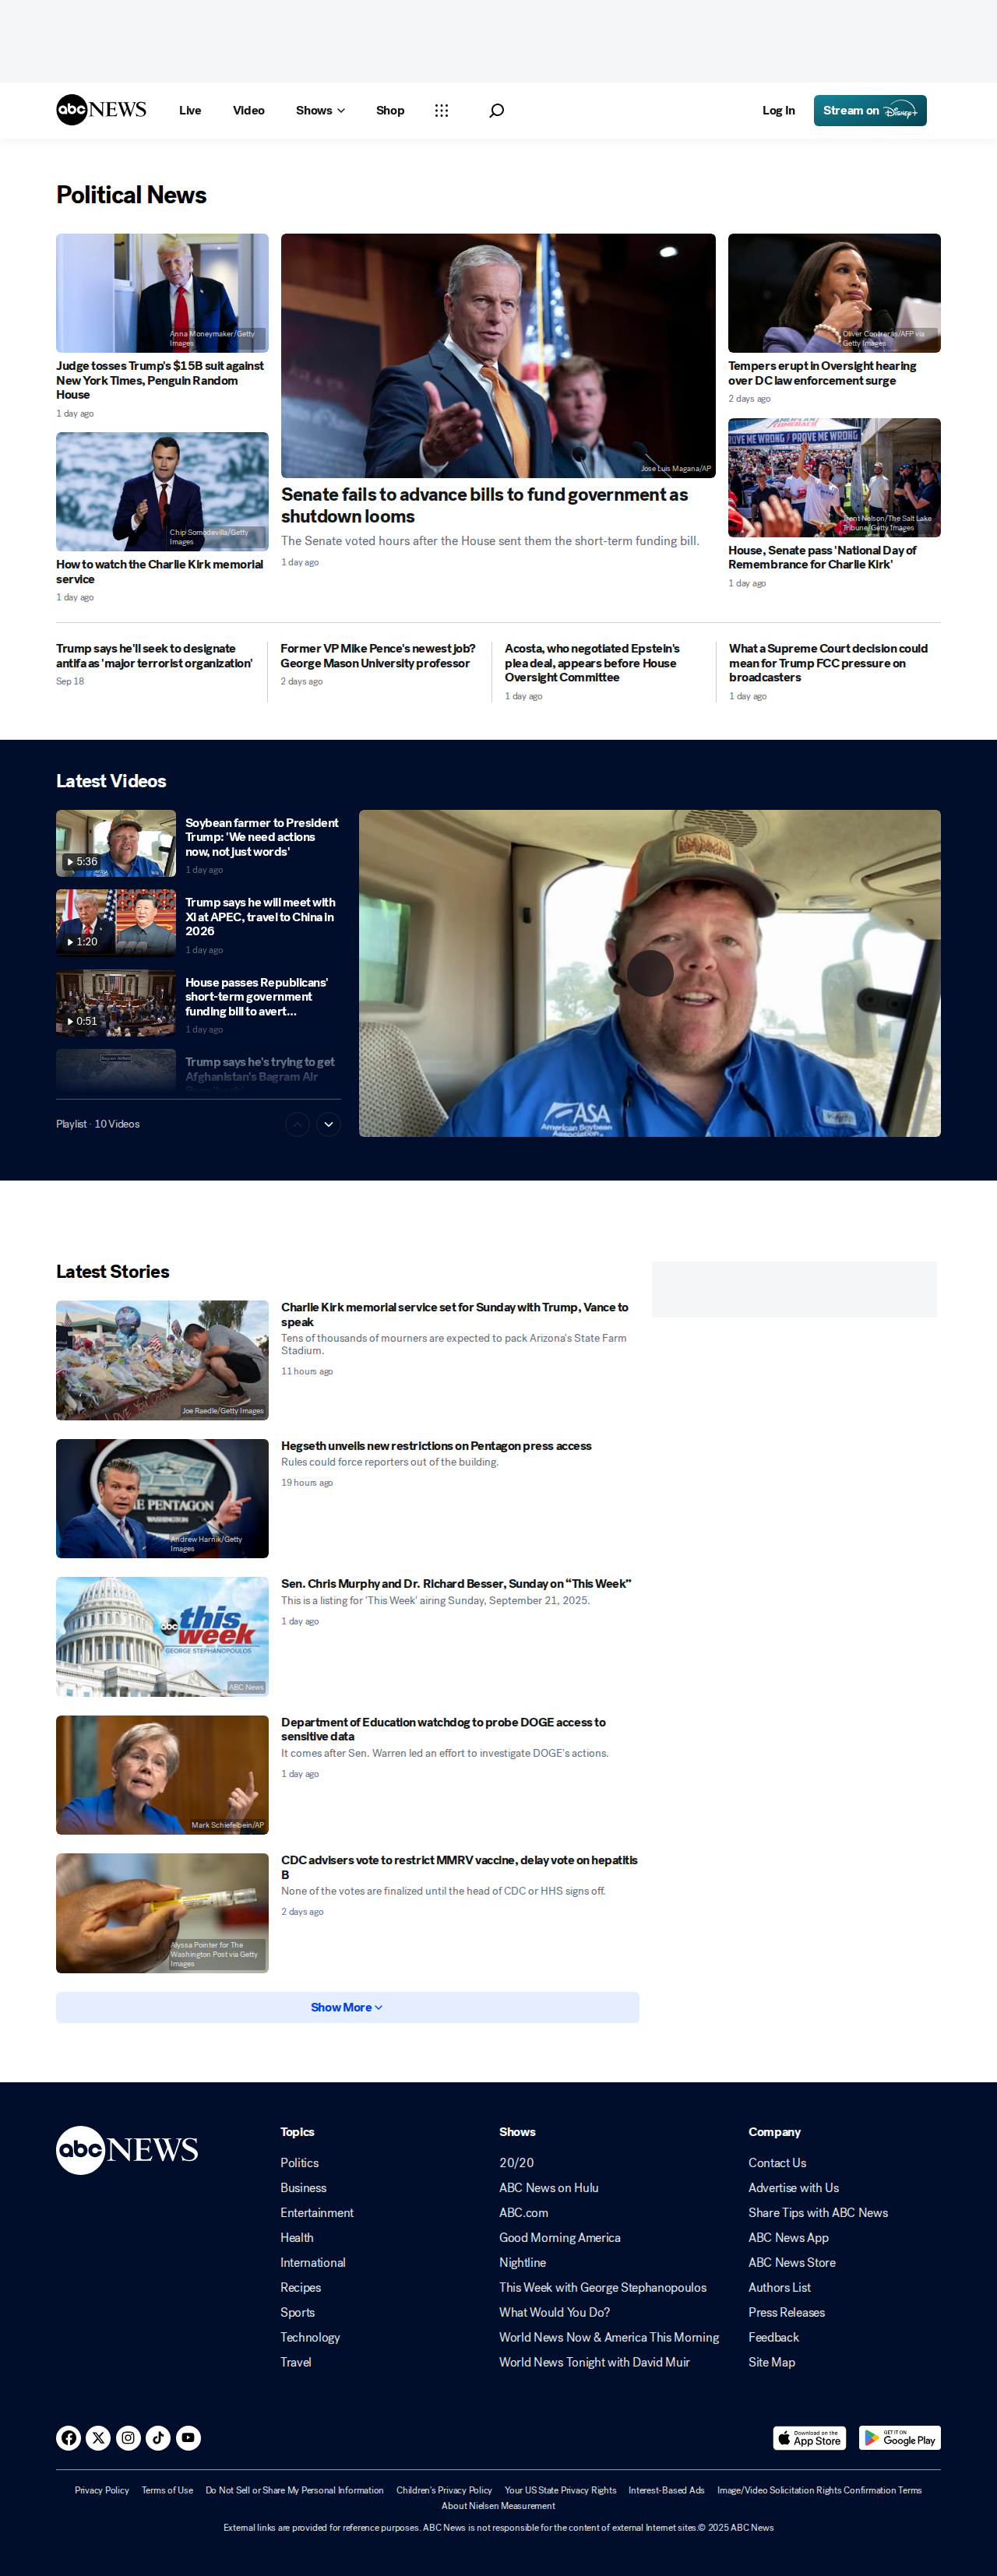 abc NEWS
Live
Video
Shows
Shop
Log In
Stream on Disney+
Political News
Anna Moneymaker/Getty
Images
Judge tosses Trump's $15B suit against
New York Times, Penguin Random
House
1 day ago
Chip Somodevilla/Getty
Images
How to watch the Charlie Kirk memorial
service
1 day ago
Jose Luis Magana/AP
Senate fails to advance bills to fund government as
shutdown looms
The Senate voted hours after the House sent them the short-term funding bill.
1 day ago
Oliver Contreras/AFP via
Getty Images
Tempers erupt in Oversight hearing
over DC law enforcement surge
2 days ago
PROVE ME WRONG / PROVE ME WRONG
Trent Nelson/The Salt Lake
Tribune/Getty Images
House, Senate pass 'National Day of
Remembrance for Charlie Kirk'
1 day ago
Trump says he'll seek to designate
antifa as 'major terrorist organization'
Sep 18
Former VP Mike Pence's newest job?
George Mason University professor
2 days ago
Acosta, who negotiated Epstein's
plea deal, appears before House
Oversight Committee
1 day ago
What a Supreme Court decision could
mean for Trump FCC pressure on
broadcasters
1 day ago
Latest Videos
5:36
Soybean farmer to President
Trump: 'We need actions
now, not just words'
1 day ago
1:20
Trump says he will meet with
Xi at APEC, travel to China in
2026
1 day ago
0:51
House passes Republicans'
short-term government
funding bill to avert...
1 day ago
Trump says he's trying to get
Afghanistan's Bagram Air
Playlist · 10 Videos
ASA
American Soybean
Association
Latest Stories
Joe Raedle/Getty Images
Charlie Kirk memorial service set for Sunday with Trump, Vance to
speak
Tens of thousands of mourners are expected to pack Arizona's State Farm
Stadium.
11 hours ago
THE PENTAGON
WASHINGTON
Andrew Harnik/Getty
Images
Hegseth unveils new restrictions on Pentagon press access
Rules could force reporters out of the building.
19 hours ago
abc this
week
GEORGE STEPHANOPOULOS
ABC News
Sen. Chris Murphy and Dr. Richard Besser, Sunday on “This Week”
This is a listing for 'This Week' airing Sunday, September 21, 2025.
1 day ago
Mark Schiefelbein/AP
Department of Education watchdog to probe DOGE access to
sensitive data
It comes after Sen. Warren led an effort to investigate DOGE's actions.
1 day ago
Alyssa Pointer for The
Washington Post via Getty
Images
CDC advisers vote to restrict MMRV vaccine, delay vote on hepatitis
B
None of the votes are finalized until the head of CDC or HHS signs off.
2 days ago
Show More
abc NEWS
Topics
Politics
Business
Entertainment
Health
International
Recipes
Sports
Technology
Travel
Shows
20/20
ABC News on Hulu
ABC.com
Good Morning America
Nightline
This Week with George Stephanopoulos
What Would You Do?
World News Now & America This Morning
World News Tonight with David Muir
Company
Contact Us
Advertise with Us
Share Tips with ABC News
ABC News App
ABC News Store
Authors List
Press Releases
Feedback
Site Map
Download on the
App Store
GET IT ON
Google Play
Privacy Policy
Terms of Use
Do Not Sell or Share My Personal Information
Children's Privacy Policy
Your US State Privacy Rights
Interest-Based Ads
Image/Video Solicitation Rights Confirmation Terms
About Nielsen Measurement
External links are provided for reference purposes. ABC News is not responsible for the content of external Internet sites.© 2025 ABC News